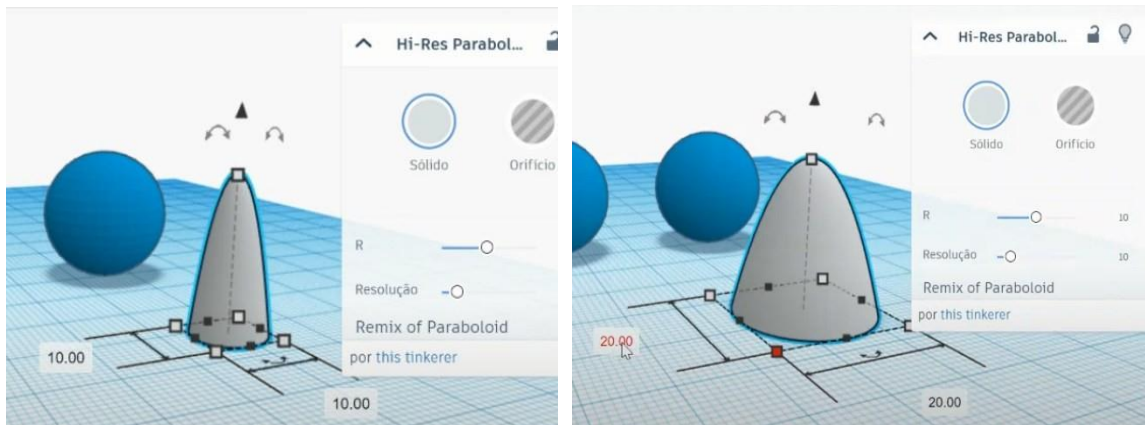 Hi-Res Parabol...
Sólido
Orifício
R
Resolução
Remix of Paraboloid
por this tinkerer
10.00
10.00
Hi-Res Parabol...
Sólido
Orifício
R
10
Resolução
10
Remix of Paraboloid
por this tinkerer
20.00
20.00